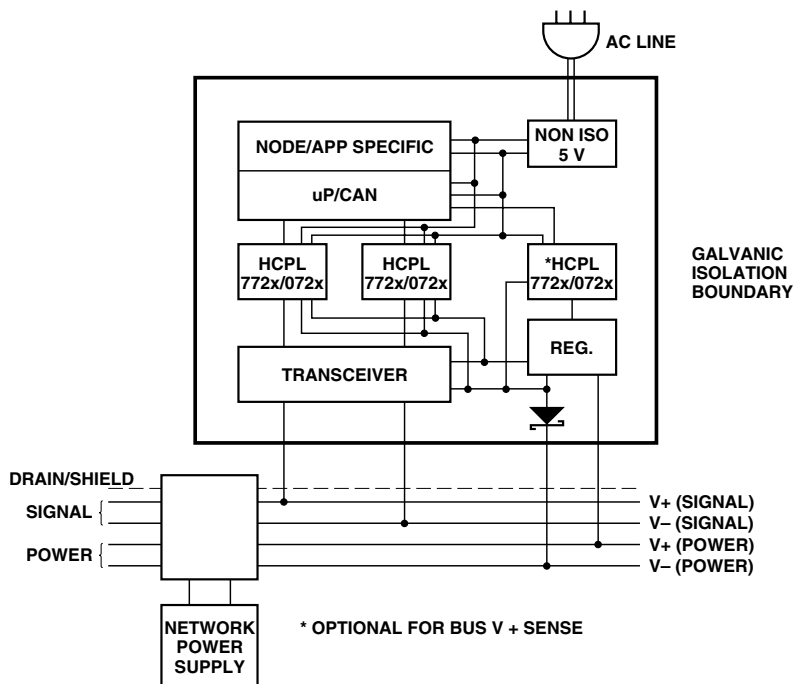 AC LINE
NON ISO
5 V
NODE/APP SPECIFIC
uP/CAN
HCPL
772x/072x
HCPL
772x/072x
*HCPL
772x/072x
GALVANIC
ISOLATION
BOUNDARY
TRANSCEIVER
REG.
DRAIN/SHIELD
SIGNAL
POWER
V+ (SIGNAL)
V– (SIGNAL)
V+ (POWER)
V– (POWER)
NETWORK
POWER
SUPPLY
* OPTIONAL FOR BUS V + SENSE